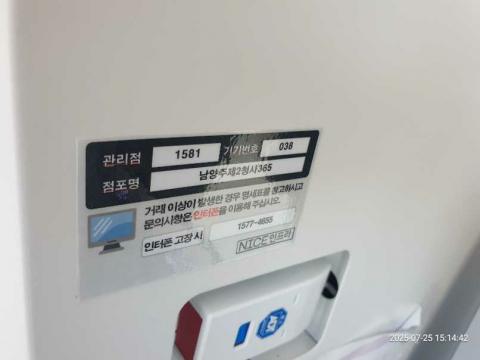 관리점 1581 기기번호 038
점포명 남양주제2청사365
거래 이상이 발생한 경우 명세표를 참고하시고
문의사항은 인터폰을 이용해 주십시오.
인터폰 고장 시 1577-4655
NICE인프라
ADT
2025-07-25 15:14:42